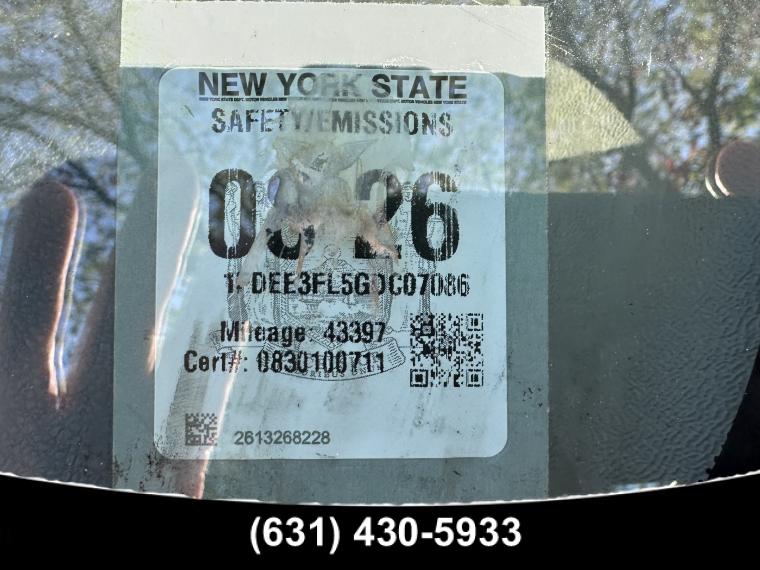 NEW YORK STATE
SAFETY/EMISSIONS
26
Mileage: 43397
Cert#: 0830100711
2613268228
(631) 430-5933